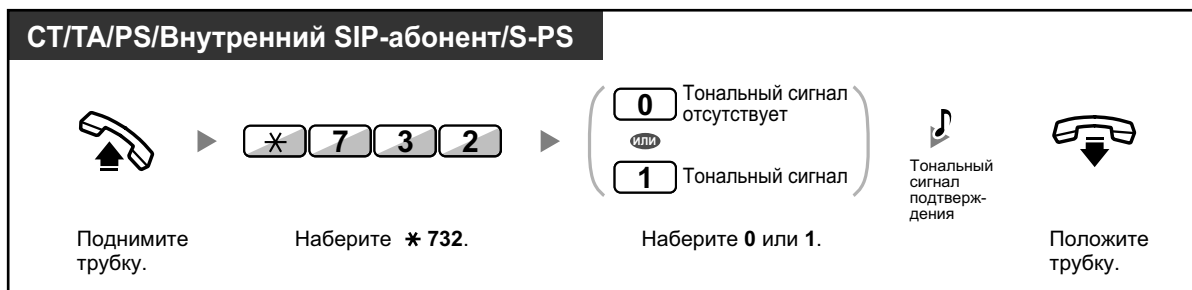 СТ/ТА/PS/Внутренний SIP-абонент/S-PS
0 Тональный сигнал
отсутствует
или
1 Тональный сигнал
* 7 3 2
Тональный
сигнал
подтверж-
дения
Поднимите
трубку.
Наберите * 732.
Наберите 0 или 1.
Положите
трубку.